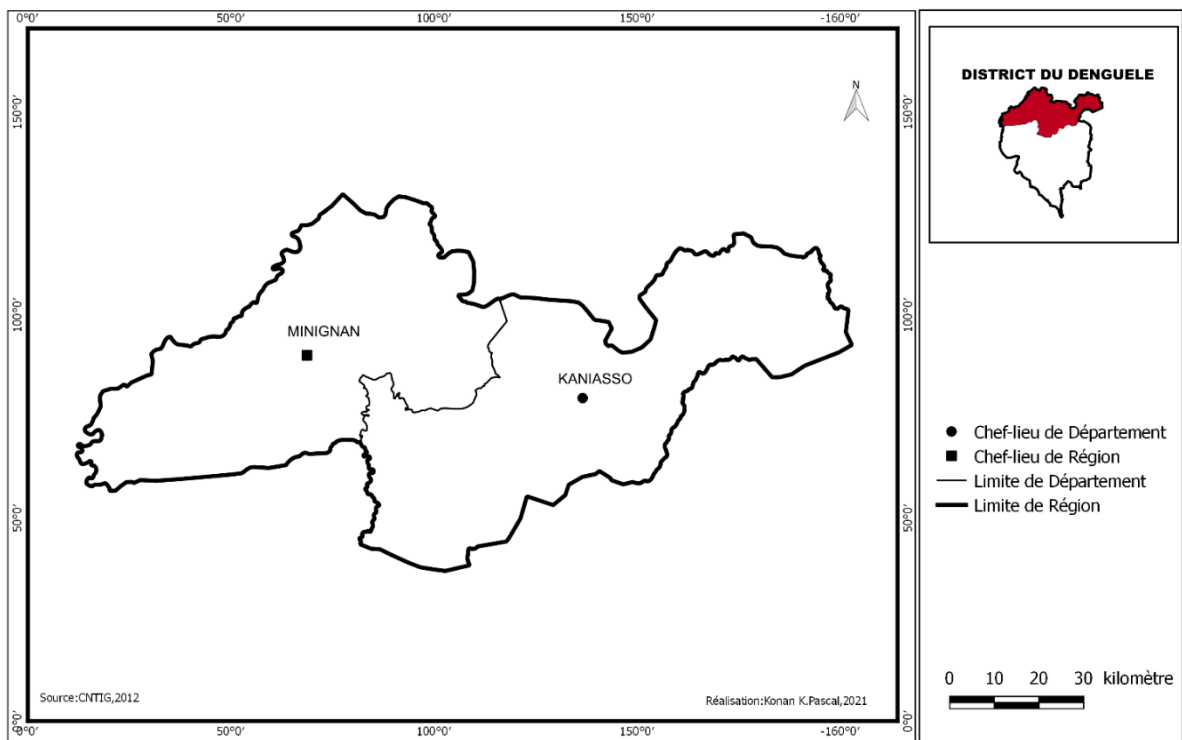 0°0'
50°0'
100°0'
150°0'
-160°0'
150°0'
100°0'
50°0'
0°0'
N
MINIGNAN
KANIASSO
Source:CNTIG,2012
Réalisation:Konan K.Pascal,2021
150°0'
100°0'
50°0'
0°0'
0°0'
50°0'
100°0'
150°0'
-160°0'
DISTRICT DU DENGUELE
Chef-lieu de Département
Chef-lieu de Région
Limite de Département
Limite de Région
0 10 20 30 kilomètre